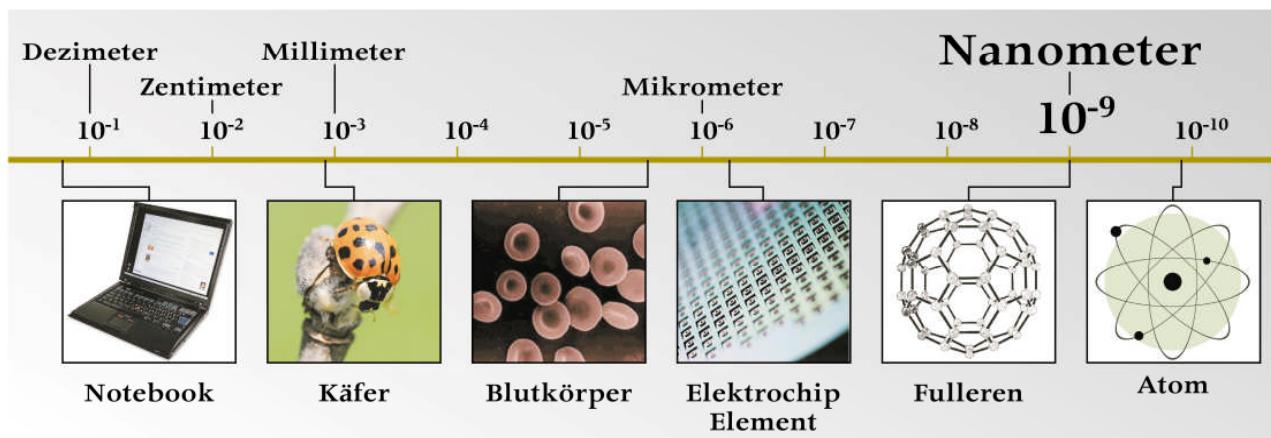 Dezimeter
Zentimeter
Millimeter
Mikrometer
Nanometer
10⁻¹ 10⁻² 10⁻³ 10⁻⁴ 10⁻⁵ 10⁻⁶ 10⁻⁷ 10⁻⁸ 10⁻⁹ 10⁻¹⁰
Notebook
Käfer
Blutkörper
Elektrochip
Element
Fulleren
Atom